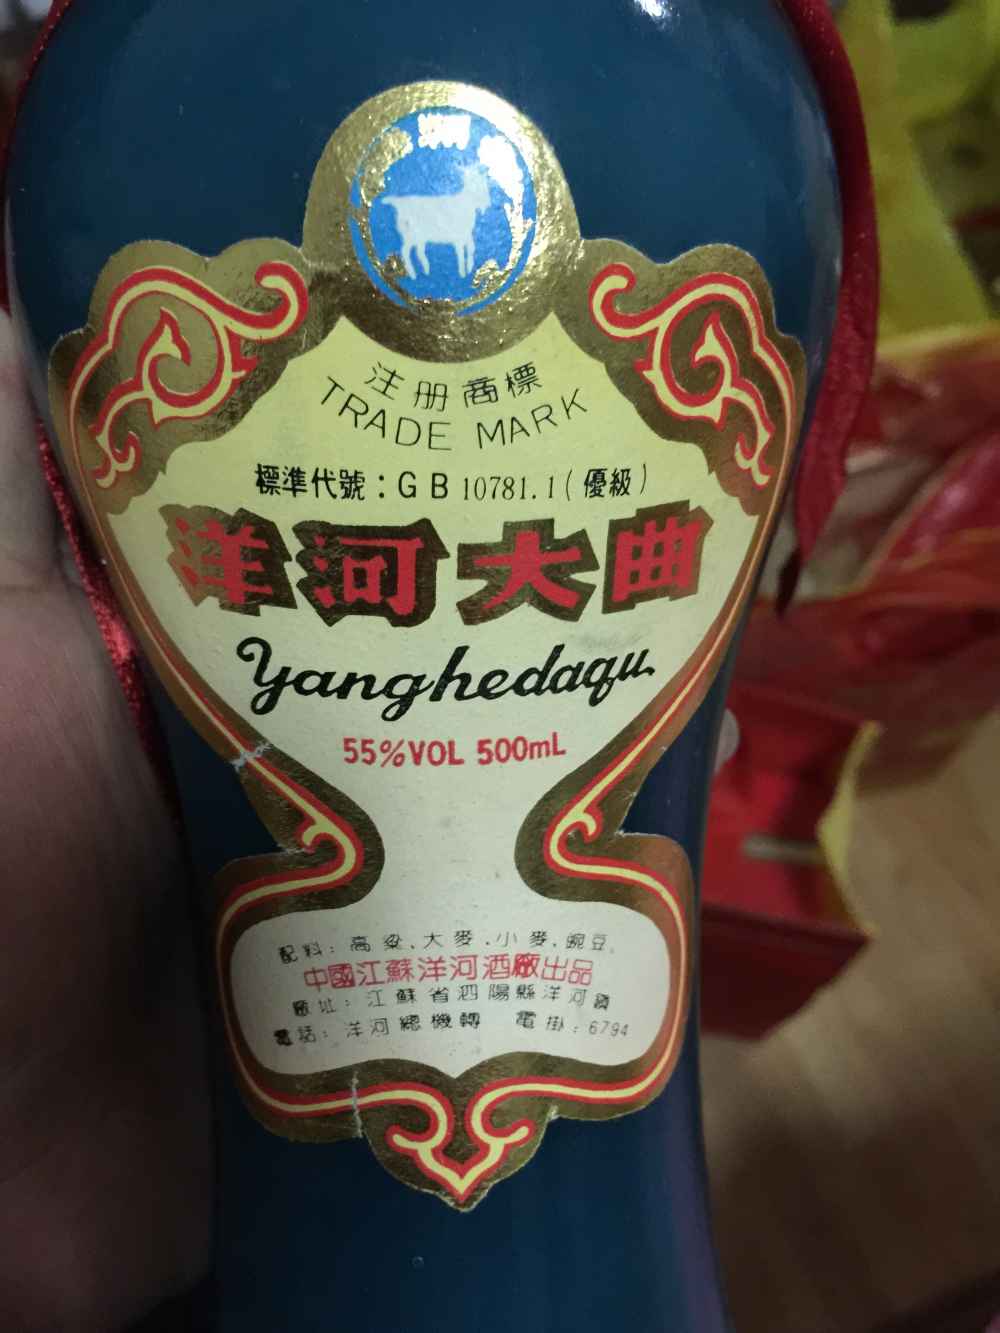 注册商標
TRADE MARK
標準代號：GB 10781.1(優級)
洋河大曲
Yanghedaqu
55%VOL 500mL
配料：高粱.大麥.小麥.豌豆.
中國江蘇洋河酒廠出品
廠址：江蘇省泗陽縣洋河鎮
電話：洋河總機轉 電掛：6794